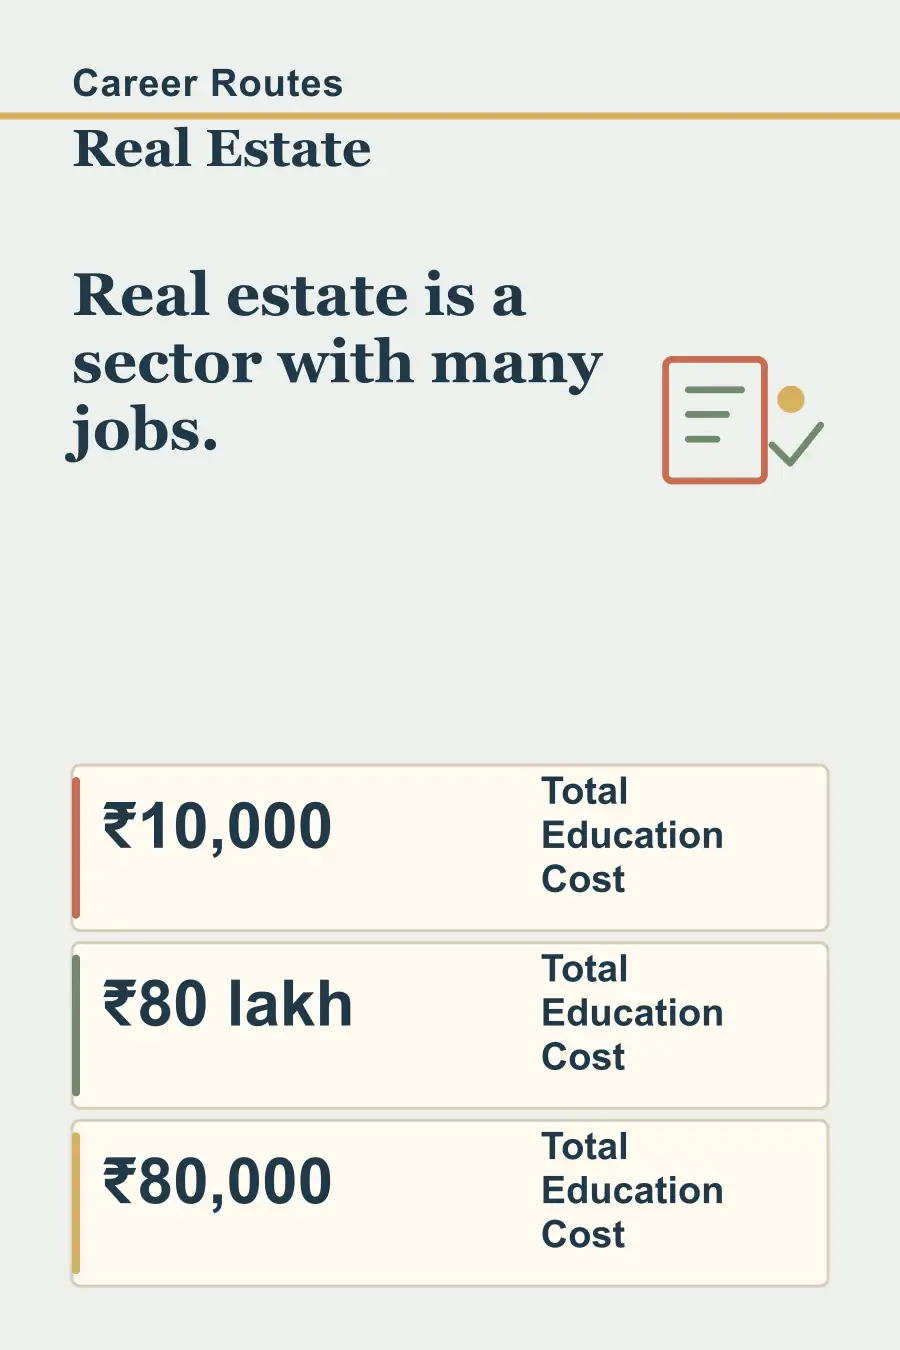 Career Routes
Real Estate
Real estate is a
sector with many
jobs.
₹10,000
Total
Education
Cost
₹80 lakh
Total
Education
Cost
₹80,000
Total
Education
Cost